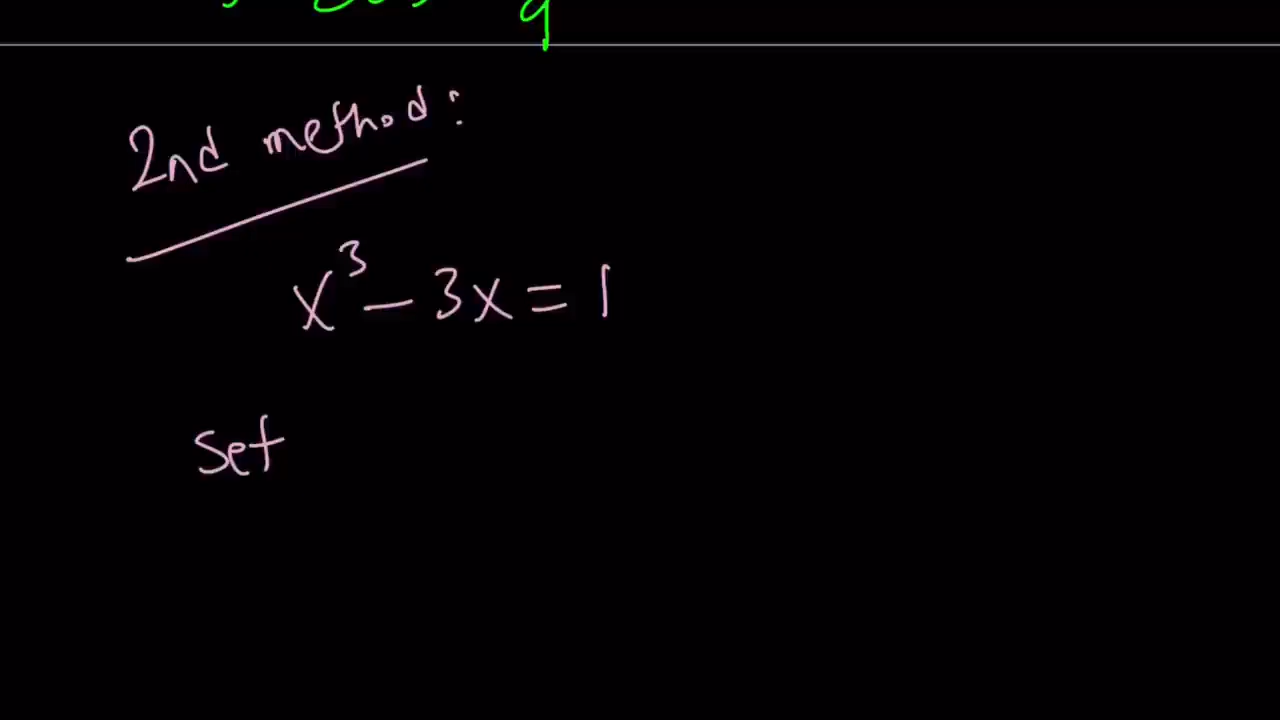 2nd method:
x³ - 3x = 1
Set